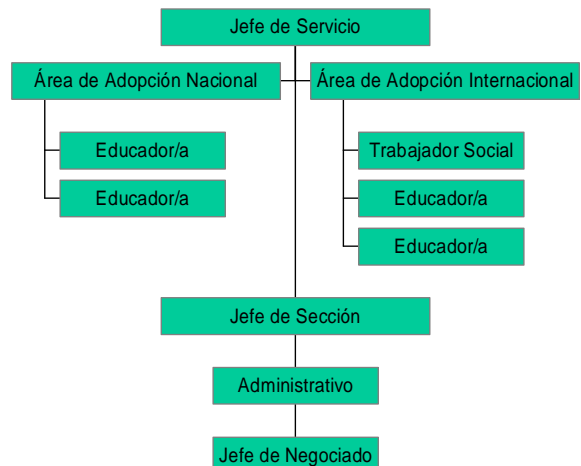 Jefe de Servicio
Área de Adopción Nacional
Área de Adopción Internacional
Educador/a
Educador/a
Trabajador Social
Educador/a
Educador/a
Jefe de Sección
Administrativo
Jefe de Negociado